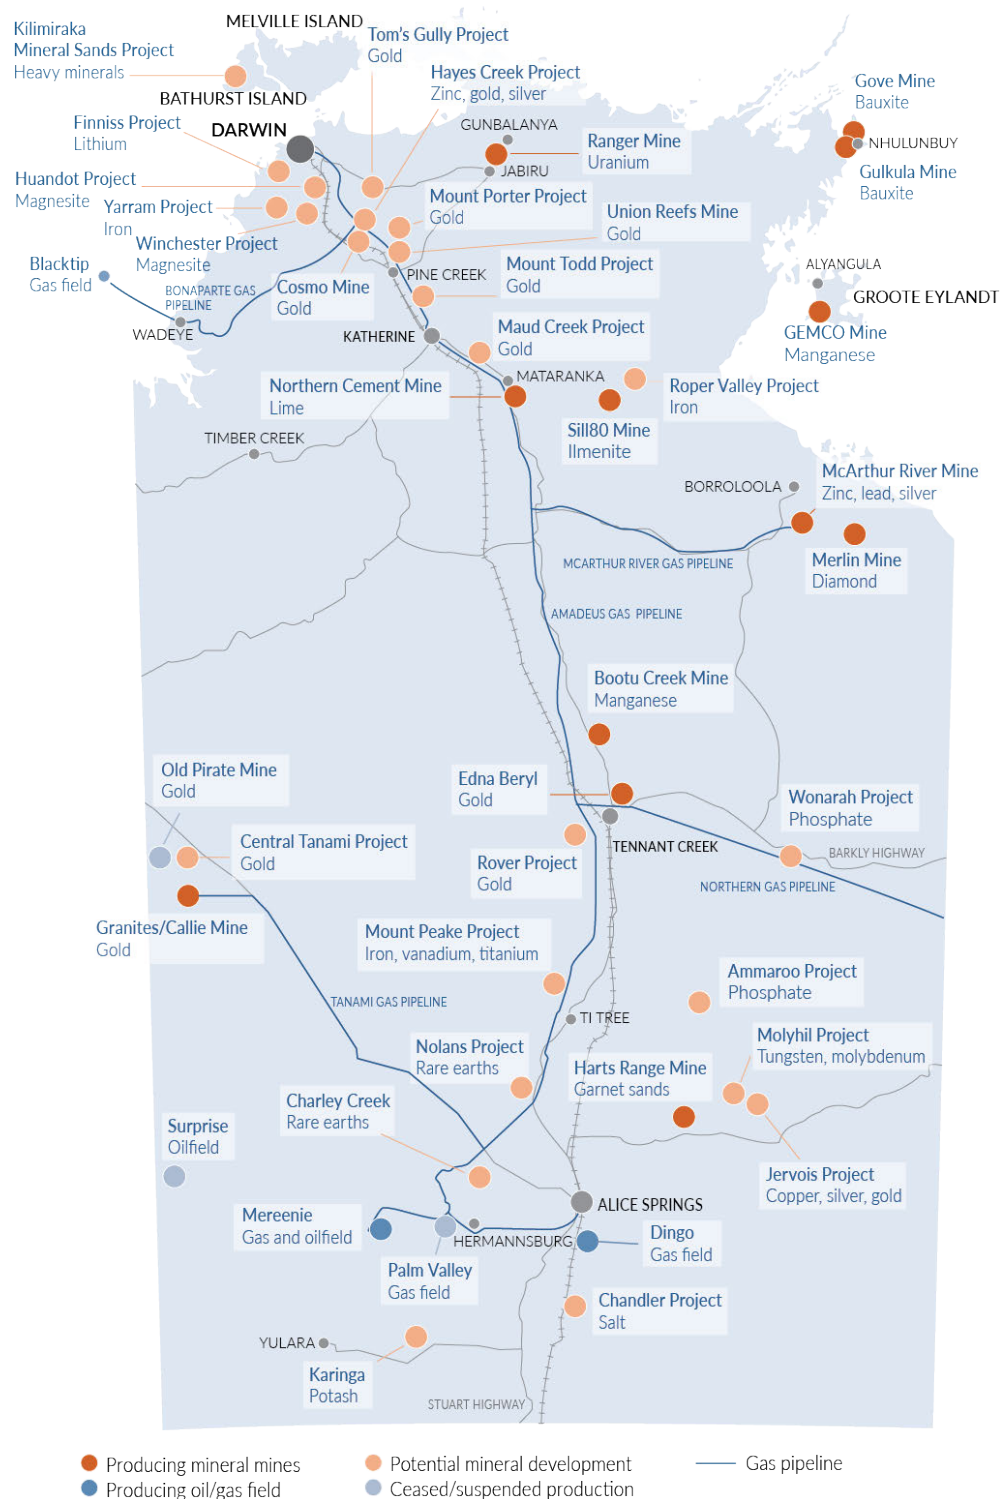 MELVILLE ISLAND
Kilimiraka
Mineral Sands Project
Heavy minerals
Tom's Gully Project
Gold
Hayes Creek Project
Zinc, gold, silver
BATHURST ISLAND
DARWIN
Finniss Project
Lithium
GUNBALANYA
Ranger Mine
Uranium
JABIRU
Gove Mine
Bauxite
NHULUNBUY
Gulkula Mine
Bauxite
Huandot Project
Magnesite
Yarram Project
Iron
Winchester Project
Magnesite
Mount Porter Project
Gold
Union Reefs Mine
Gold
Blacktip
Gas field
BONAPARTE GAS
PIPELINE
WADEYE
Cosmo Mine
Gold
PINE CREEK
Mount Todd Project
Gold
ALYANGULA
GROOTE EYLANDT
GEMCO Mine
Manganese
KATHERINE
Maud Creek Project
Gold
MATARANKA
Northern Cement Mine
Lime
Roper Valley Project
Iron
Sill80 Mine
Ilmenite
TIMBER CREEK
BORROLOOLA
McArthur River Mine
Zinc, lead, silver
Merlin Mine
Diamond
MCARTHUR RIVER GAS PIPELINE
AMADEUS GAS PIPELINE
Bootu Creek Mine
Manganese
Old Pirate Mine
Gold
Edna Beryl
Gold
Wonarah Project
Phosphate
Central Tanami Project
Gold
TENNANT CREEK
BARKLY HIGHWAY
Rover Project
Gold
NORTHERN GAS PIPELINE
Granites/Callie Mine
Gold
Mount Peake Project
Iron, vanadium, titanium
Ammaroo Project
Phosphate
TANAMI GAS PIPELINE
TI TREE
Molyhil Project
Tungsten, molybdenum
Nolans Project
Rare earths
Harts Range Mine
Garnet sands
Charley Creek
Rare earths
Surprise
Oilfield
Jervois Project
Copper, silver, gold
ALICE SPRINGS
Mereenie
Gas and oilfield
HERMANNSBURG
Dingo
Gas field
Palm Valley
Gas field
Chandler Project
Salt
YULARA
Karinga
Potash
STUART HIGHWAY
Producing mineral mines
Potential mineral development
Gas pipeline
Producing oil/gas field
Ceased/suspended production